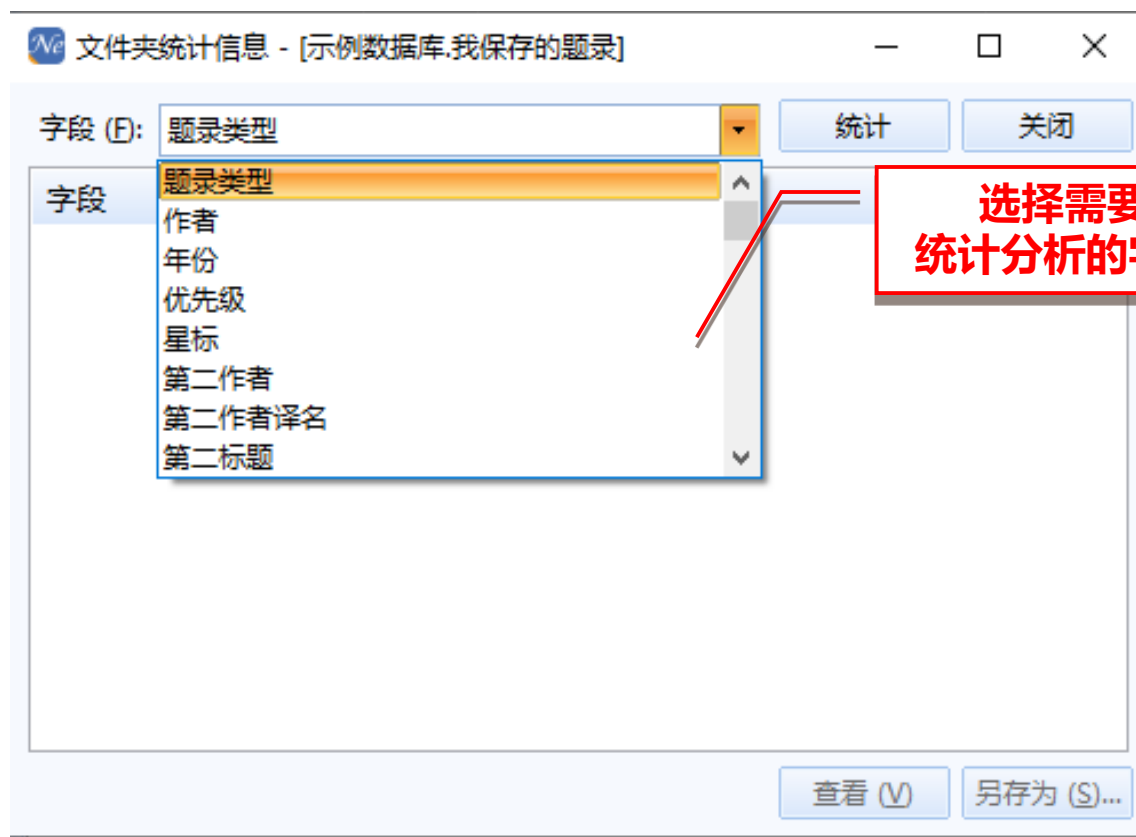 Ne 文件夹统计信息 - [示例数据库.我保存的题录]
字段 (F): 题录类型 统计 关闭
字段
题录类型
作者
年份
优先级
星标
第二作者
第二作者译名
第二标题
选择需要
统计分析的
查看 (V) 另存为 (S)...